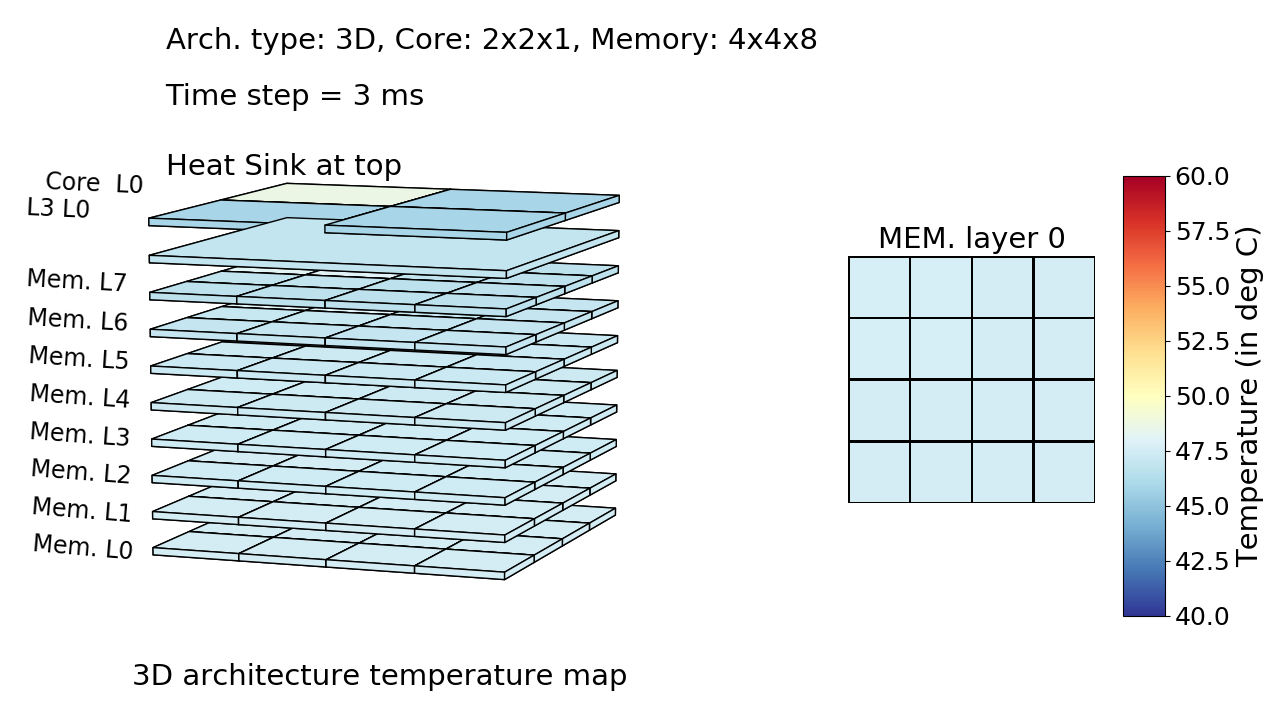 Arch. type: 3D, Core: 2x2x1, Memory: 4x4x8
Time step = 3 ms
Heat Sink at top
Core  L0
L3 L0
Mem. L7
Mem. L6
Mem. L5
Mem. L4
Mem. L3
Mem. L2
Mem. L1
Mem. L0
3D architecture temperature map
MEM. layer 0
60.0
57.5
55.0
52.5
50.0
47.5
45.0
42.5
40.0
Temperature (in deg C)